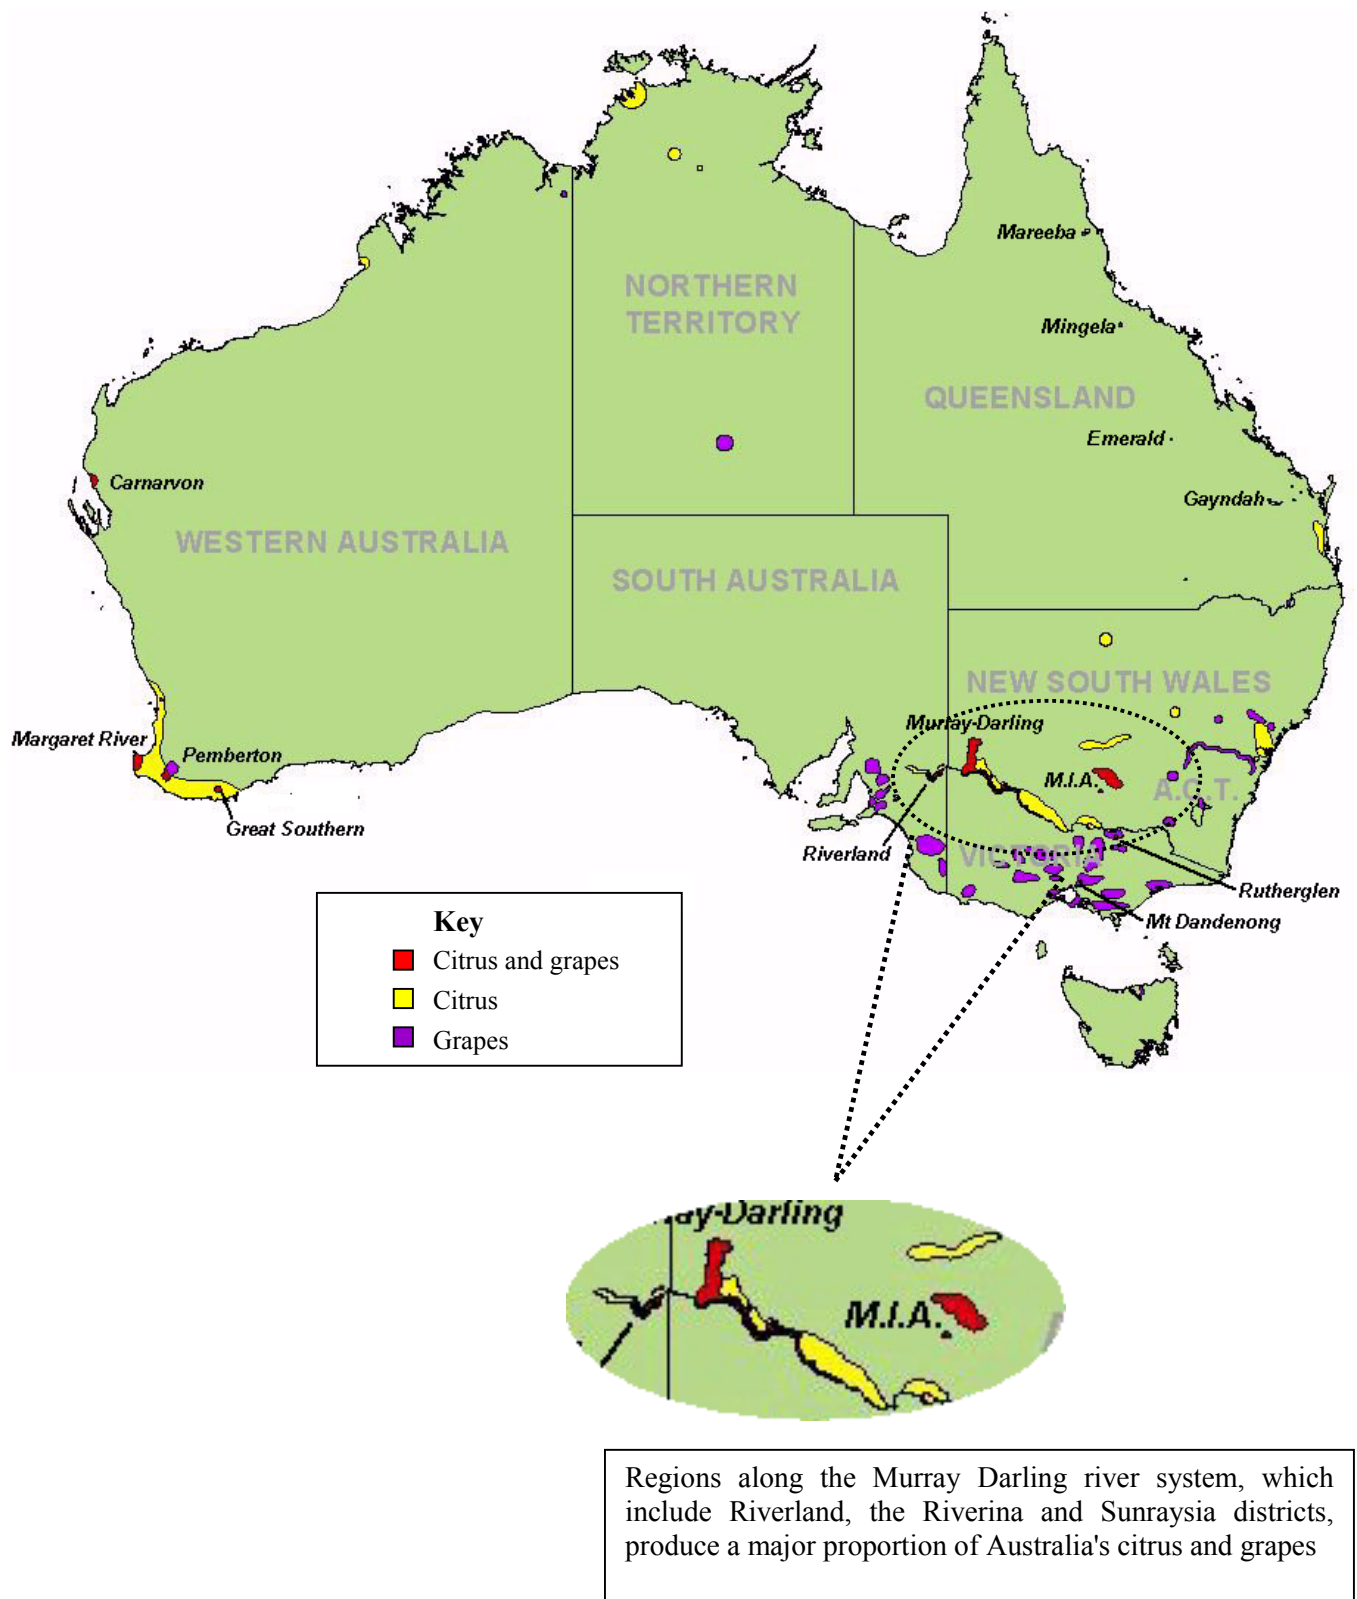 Mareeba
NORTHERN
TERRITORY
Mingela
QUEENSLAND
Emerald
Carnarvon
Gayndah
WESTERN AUSTRALIA
SOUTH AUSTRALIA
NEW SOUTH WALES
Murray-Darling
Margaret River
Pemberton
M.I.A.
A.C.T.
Great Southern
Riverland
VICTORIA
Rutherglen
Mt Dandenong
Key
Citrus and grapes
Citrus
Grapes
ay-Darling
M.I.A.
Regions along the Murray Darling river system, which
include Riverland, the Riverina and Sunraysia districts,
produce a major proportion of Australia's citrus and grapes